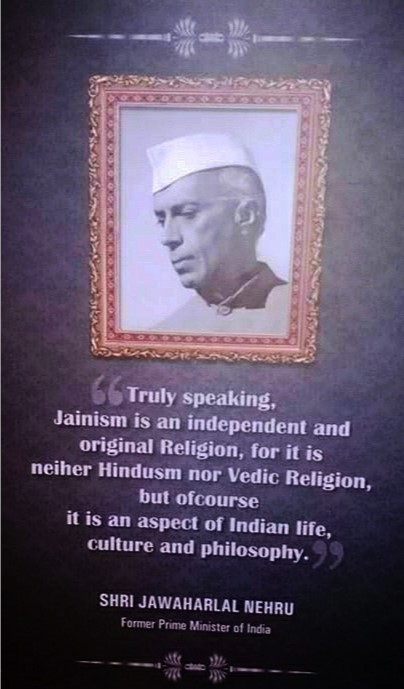 “Truly speaking,
Jainism is an independent and
original Religion, for it is
neiher Hindusm nor Vedic Religion,
but ofcourse
it is an aspect of Indian life,
culture and philosophy.”
SHRI JAWAHARLAL NEHRU
Former Prime Minister of India